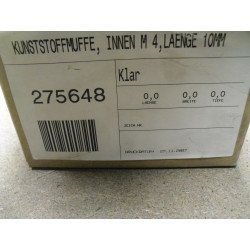 KUNSTSTOFFMUFFE, INNEN M 4,LAENGE 10MM
Klar
275648
0,0 0,0 0,0
LAENGE BREITE TIEFE